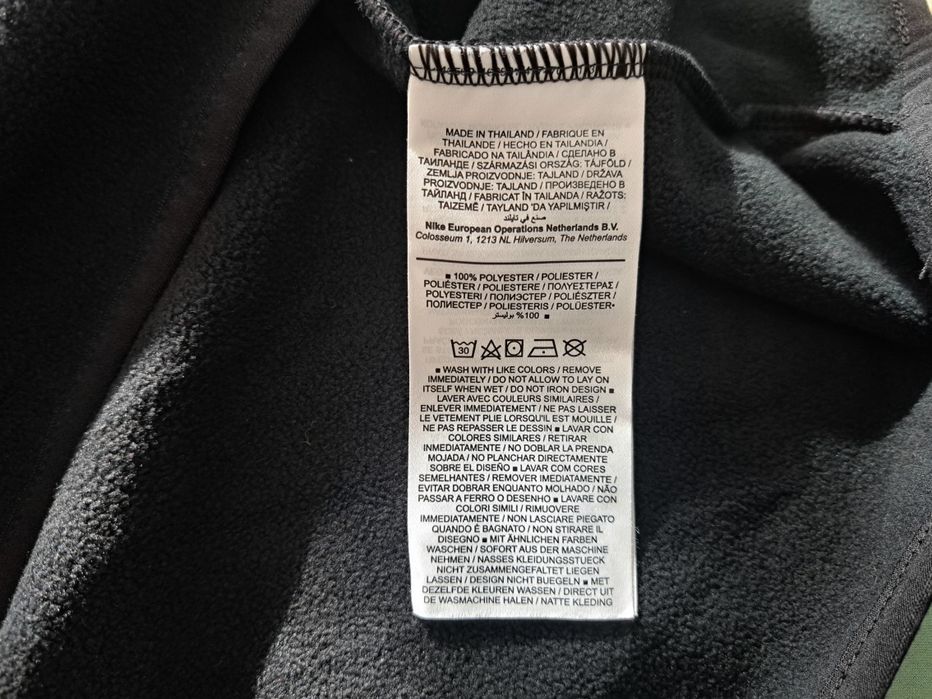 MADE IN THAILAND / FABRIQUE EN
THAILANDE / HECHO EN TAILANDIA /
FABRICADO NA TAILÂNDIA / СДЕЛАНО В
ТАИЛАНДЕ / SZÁRMAZÁSI ORSZÁG: TÁJFÖLD /
ZEMLJA PROIZVODNJE: TAJLAND / DRŽAVA
PROIZVODNJE: TAJLAND / ПРОИЗВЕДЕНО В
ТАЙЛАНД / FABRICAT ÎN TAILANDA / RAŽOTS:
TAIZEMĒ / TAYLAND 'DA YAPILMIŞTIR /
صنع في تايلند
Nike European Operations Netherlands B.V.
Colosseum 1, 1213 NL Hilversum, The Netherlands
■ 100% POLYESTER / POLIESTER /
POLIÉSTER / POLIESTERE / ΠΟΛΥΕΣΤΕΡΑΣ /
POLYESTERI / ПОЛИЭСТЕР / POLIÉSZTER /
ПОЛИЕСТЕР / POLIESTERIS / POLÜESTER*
■ 100% بوليستر
30
■ WASH WITH LIKE COLORS / REMOVE
IMMEDIATELY / DO NOT ALLOW TO LAY ON
ITSELF WHEN WET / DO NOT IRON DESIGN ■
LAVER AVEC COULEURS SIMILAIRES /
ENLEVER IMMEDIATEMENT / NE PAS LAISSER
LE VETEMENT PLIE LORSQU'IL EST MOUILLE /
NE PAS REPASSER LE DESSIN ■ LAVAR CON
COLORES SIMILARES / RETIRAR
INMEDIATAMENTE / NO DOBLAR LA PRENDA
MOJADA / NO PLANCHAR DIRECTAMENTE
SOBRE EL DISEÑO ■ LAVAR COM CORES
SEMELHANTES / REMOVER IMEDIATAMENTE /
EVITAR DOBRAR ENQUANTO MOLHADO / NÃO
PASSAR A FERRO O DESENHO ■ LAVARE CON
COLORI SIMILI / RIMUOVERE
IMMEDIATAMENTE / NON LASCIARE PIEGATO
QUANDO È BAGNATO / NON STIRARE IL
DISEGNO ■ MIT ÄHNLICHEN FARBEN
WASCHEN / SOFORT AUS DER MASCHINE
NEHMEN / NASSES KLEIDUNGSSTUECK
NICHT ZUSAMMENGEFALTET LIEGEN
LASSEN / DESIGN NICHT BUEGELN ■ MET
DEZELFDE KLEUREN WASSEN / DIRECT UIT
DE WASMACHINE HALEN / NATTE KLEDING